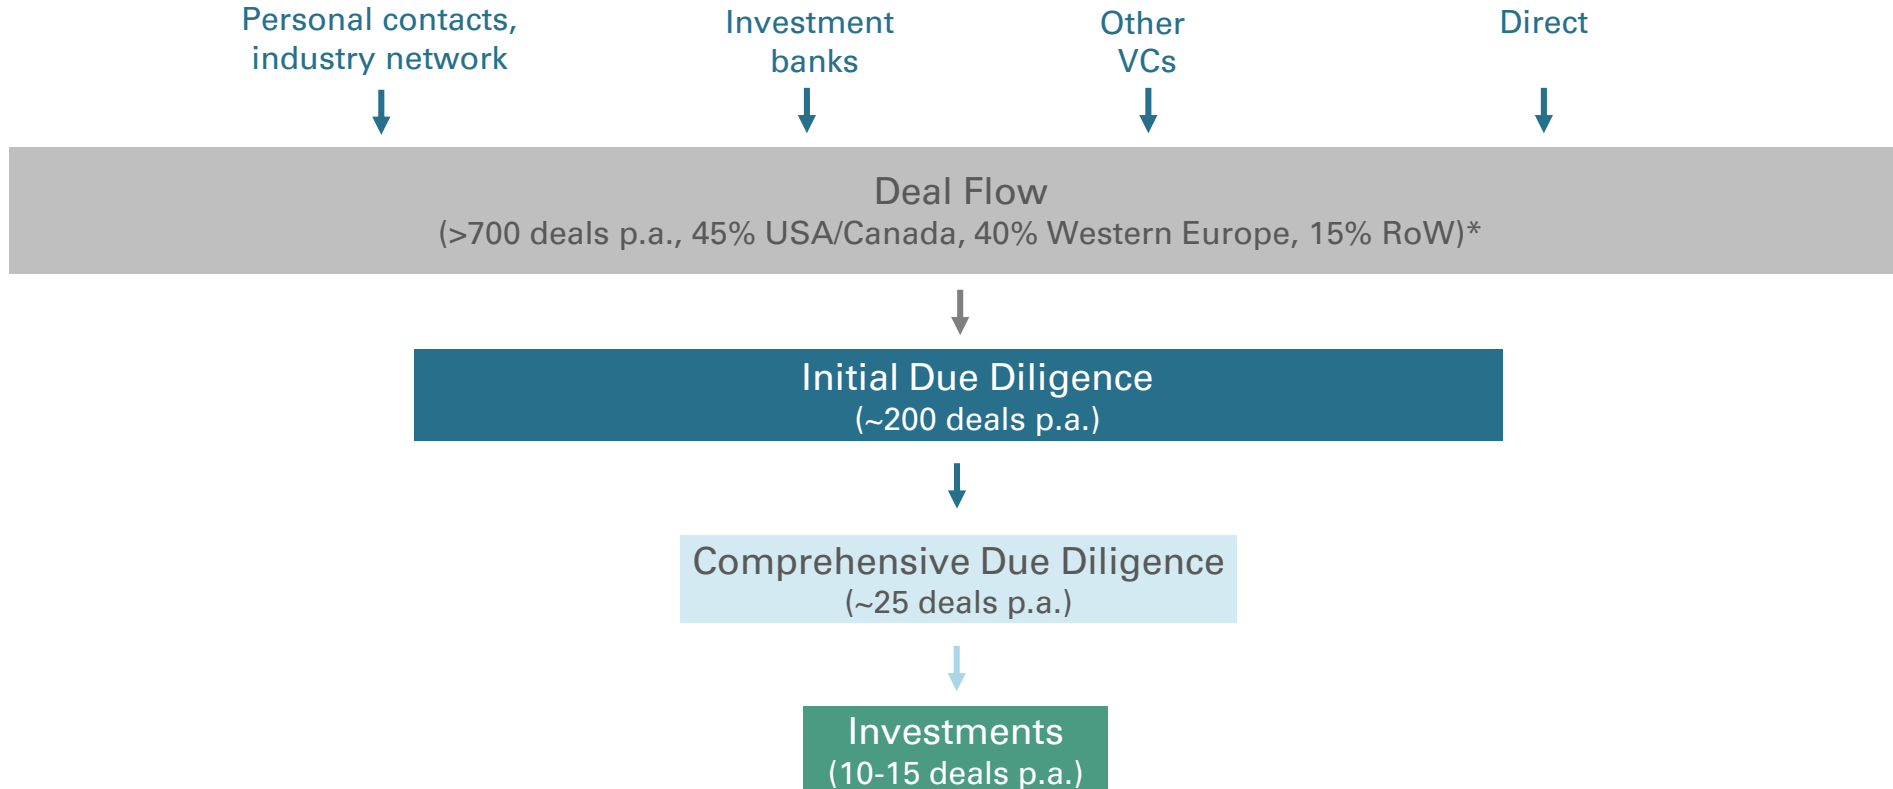 Personal contacts,
industry network
Investment
banks
Other
VCs
Direct
Deal Flow
(>700 deals p.a., 45% USA/Canada, 40% Western Europe, 15% RoW)*
Initial Due Diligence
(~200 deals p.a.)
Comprehensive Due Diligence
(~25 deals p.a.)
Investments
(10-15 deals p.a.)